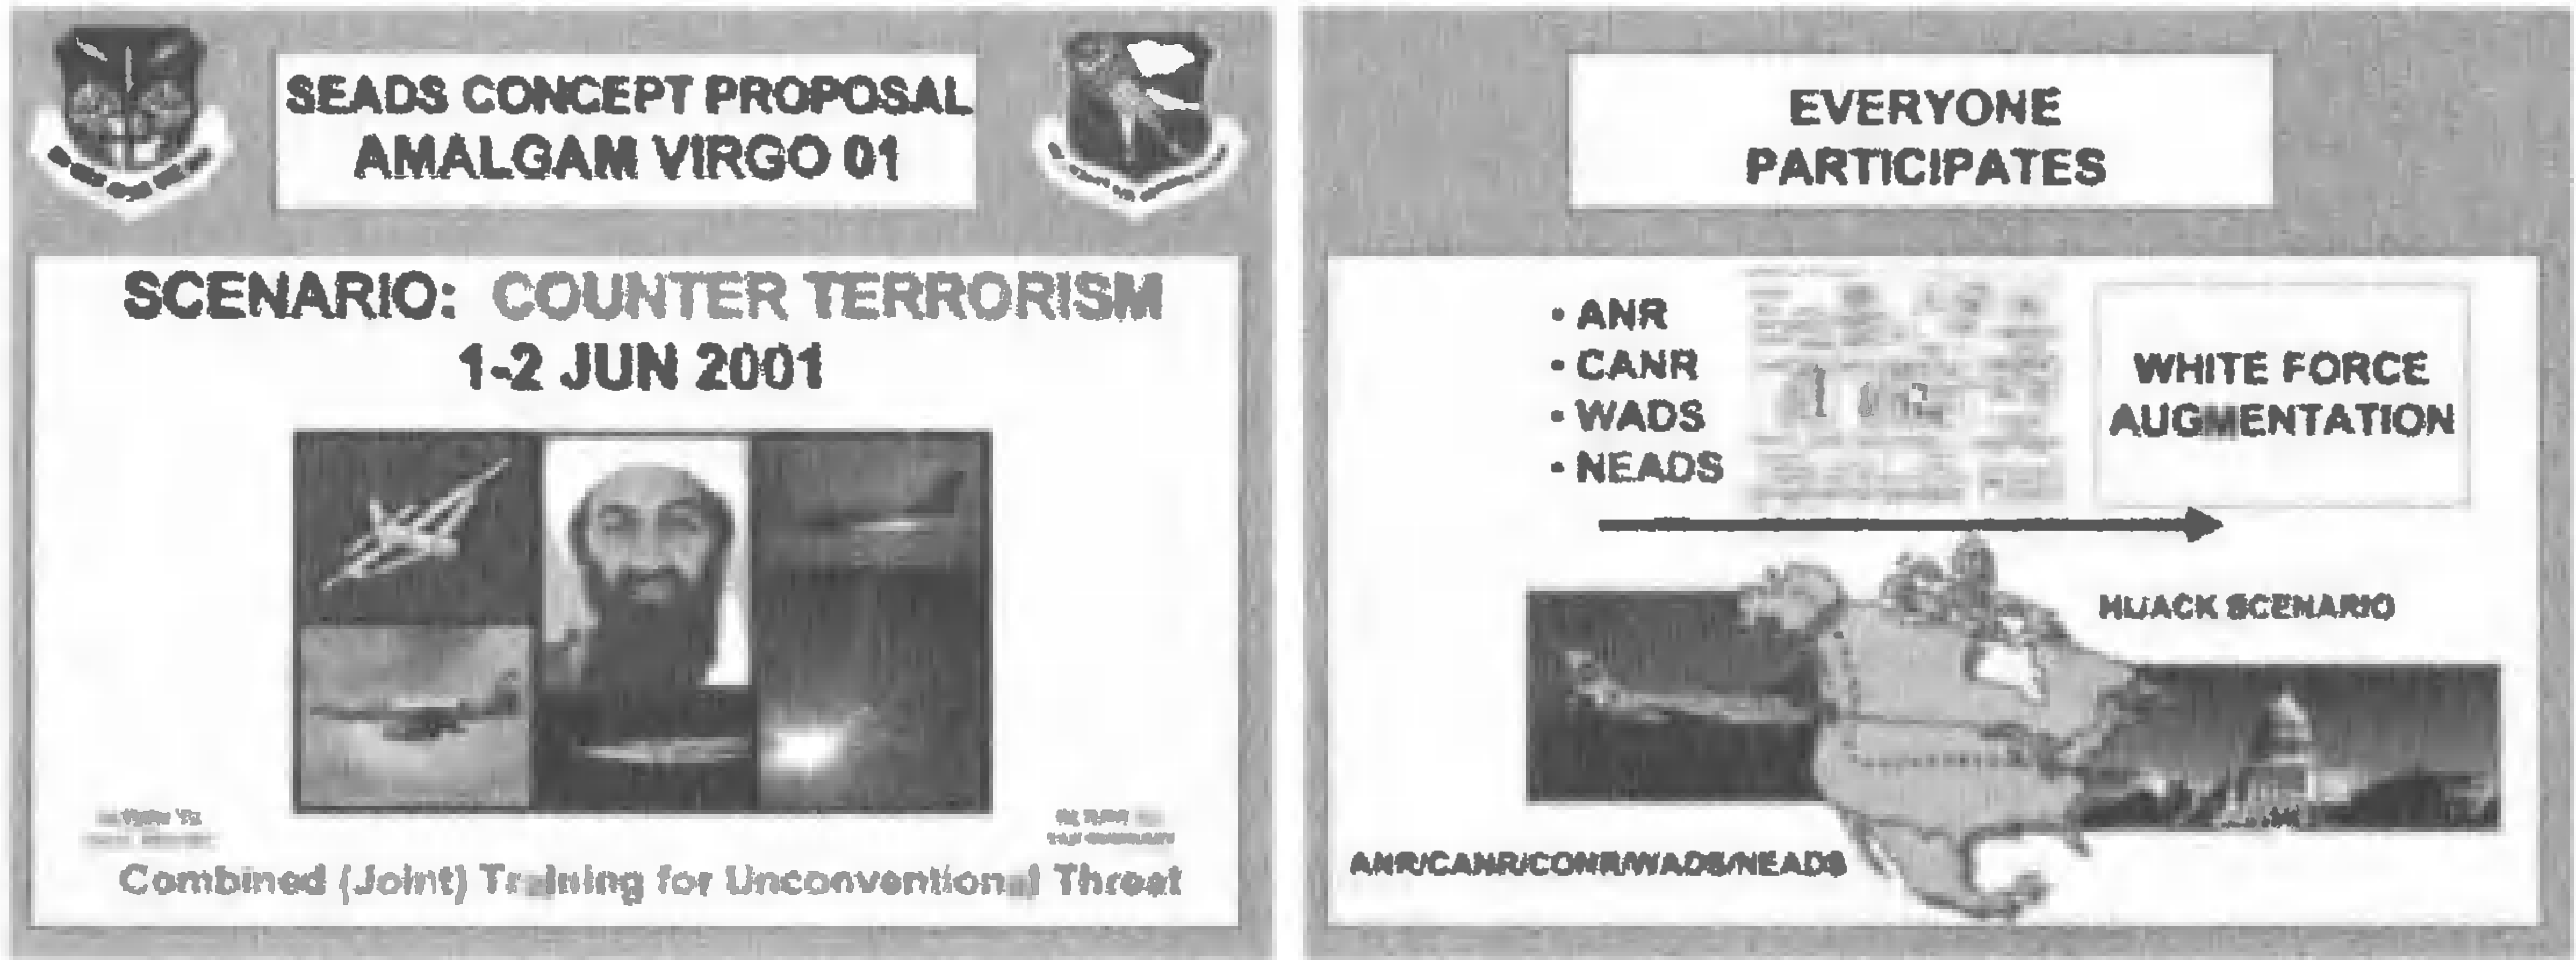 SEADS CONCEPT PROPOSAL
AMALGAM VIRGO 01
SCENARIO: COUNTER TERRORISM
1-2 JUN 2001
Combined (Joint) Training for Unconventional Threat
EVERYONE
PARTICIPATES
• ANR
• CANR
• WADS
• NEADS
WHITE FORCE
AUGMENTATION
HIJACK SCENARIO
ANR/CANR/CONR/WADS/NEADS